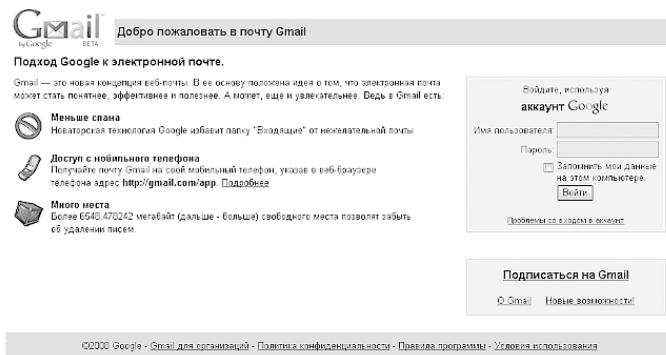 Gmail
by Google BETA
Добро пожаловать в почту Gmail
Подход Google к электронной почте.
Gmail — это новая концепция веб-почты. В ее основу положена идея о том, что электронная почта
может стать понятнее, эффективнее и полезнее. А может, еще и увлекательнее. Ведь в Gmail есть:
Меньше спама
Новаторская технология Google избавит папку "Входящие" от нежелательной почты
Доступ с мобильного телефона
Получайте почту Gmail на свой мобильный телефон, указав в веб-браузере
телефона адрес http://gmail.com/app. Подробнее
Много места
Более 6548.478242 мегабайт (дальше - больше) свободного места позволят забыть
об удалении писем.
Войдите, используя
аккаунт Google
Имя пользователя:
Пароль:
Запомнить мои данные
на этом компьютере.
Войти
Проблемы со входом в аккаунт
Подписаться на Gmail
О Gmail Новые возможности!
©2008 Google - Gmail для организаций - Политика конфиденциальности - Правила программы - Условия использования